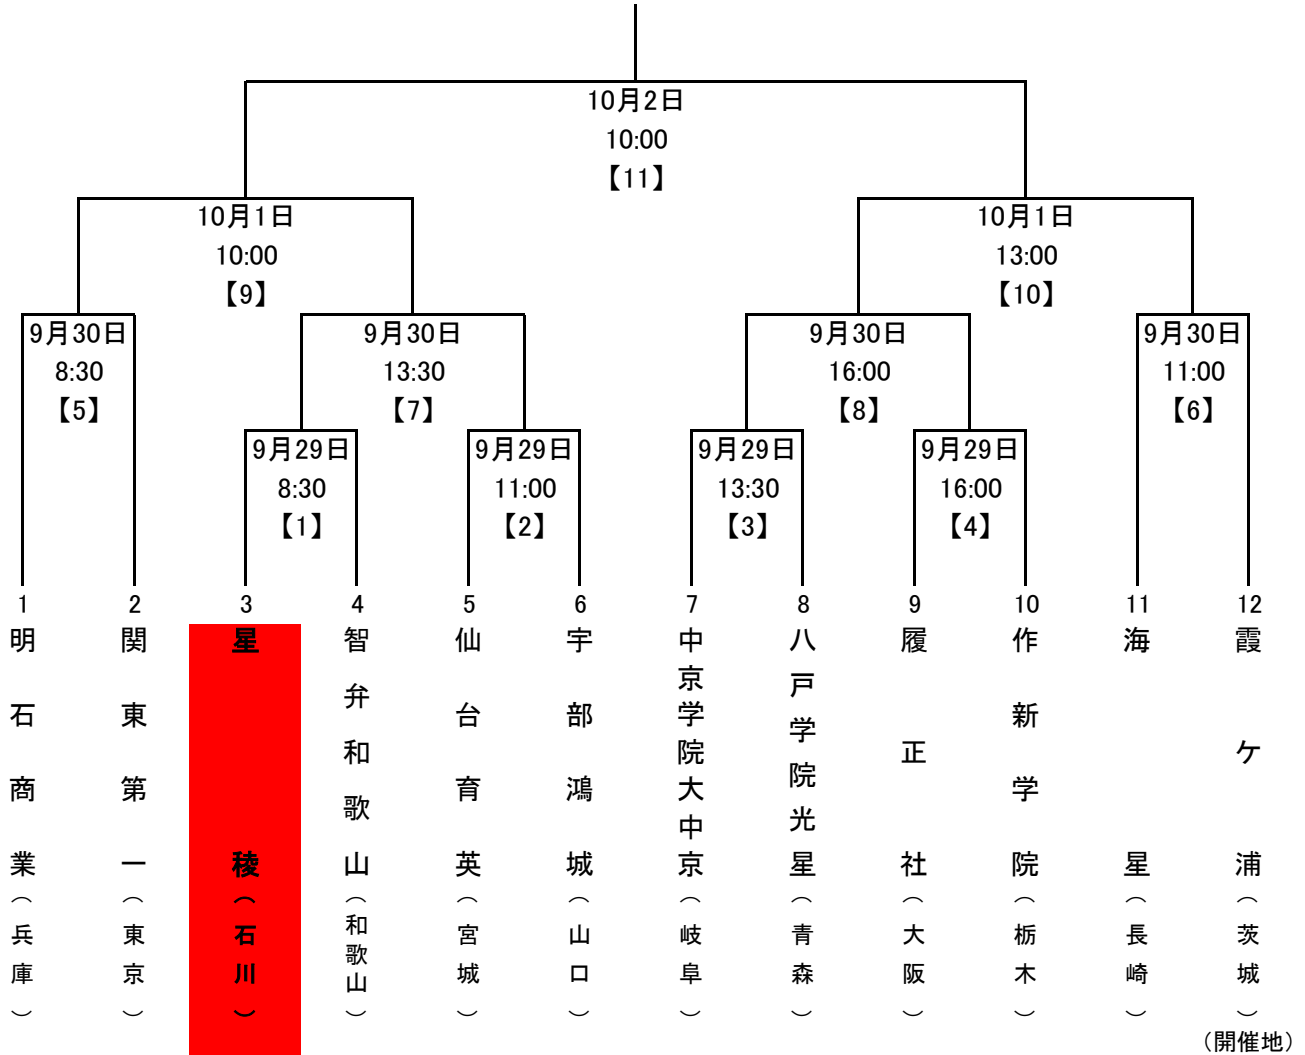 10月2日
10:00
【11】
10月1日
10:00
【9】
10月1日
13:00
【10】
9月30日
8:30
【5】
9月30日
13:30
【7】
9月30日
16:00
【8】
9月30日
11:00
【6】
9月29日
8:30
【1】
9月29日
11:00
【2】
9月29日
13:30
【3】
9月29日
16:00
【4】
1
明石商業(兵庫)
2
関東第一(東京)
3
星稜(石川)
4
智弁和歌山(和歌山)
5
仙台育英(宮城)
6
宇部鴻城(山口)
7
中京学院大中京(岐阜)
8
八戸学院光星(青森)
9
履正社(大阪)
10
作新学院(栃木)
11
海星(長崎)
12
霞ケ浦(茨城)
(開催地)